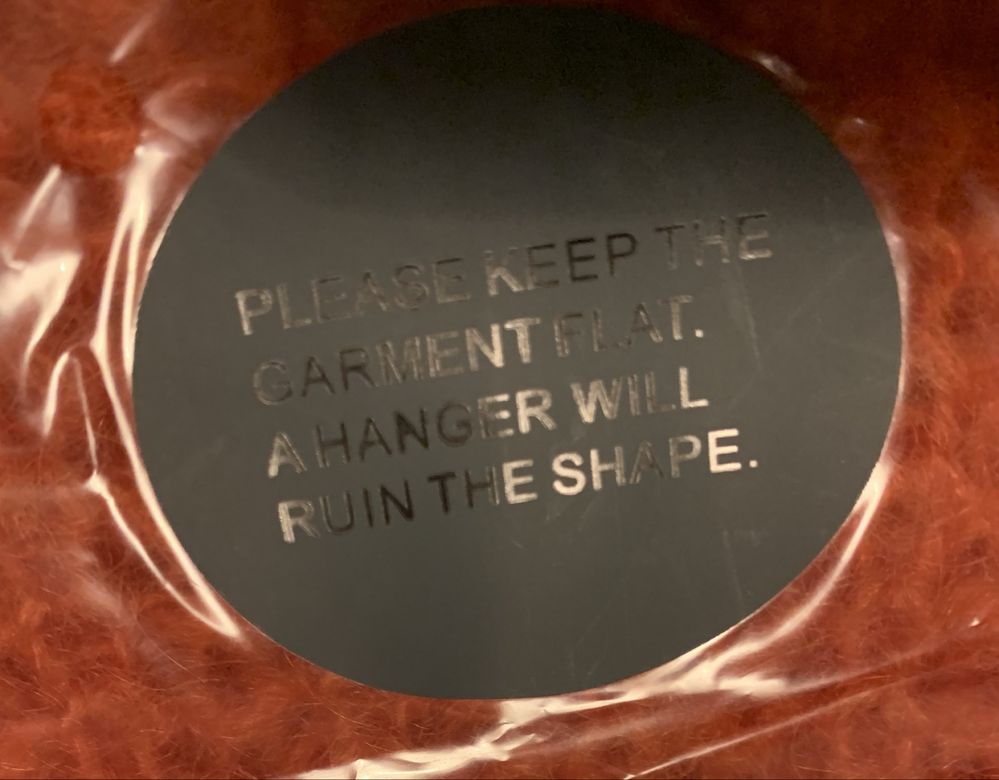 PLEASE KEEP THE
GARMENT FLAT.
A HANGER WILL
RUIN THE SHAPE.